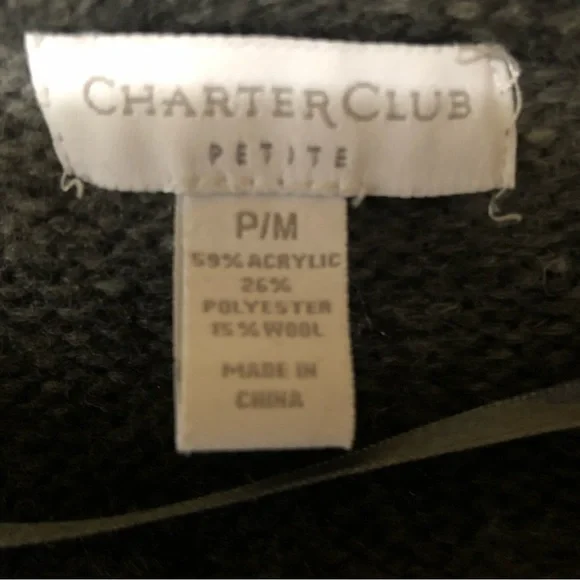 CHARTER CLUB
PETITE
P/M
59% ACRYLIC
26%
POLYESTER
15% WOOL
MADE IN
CHINA